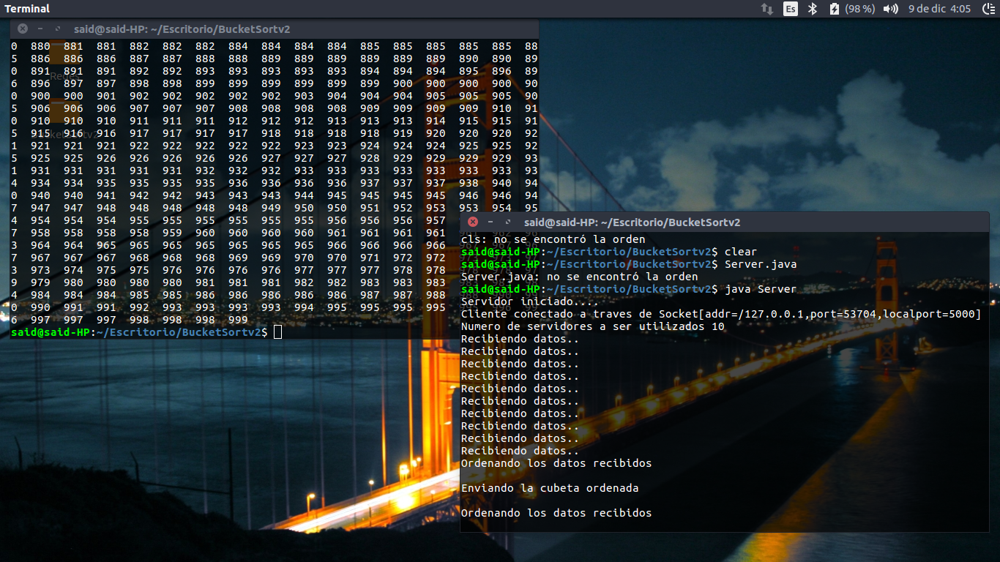 Terminal
Es
(98 %)
9 de dic 4:05
said@said-HP: ~/Escritorio/BucketSortv2
0 880 881 881 882 882 882 884 884 884 884 885 885 885 885 885 88
5 886 886 886 887 887 888 888 889 889 889 889 889 889 890 890 89
0 891 891 891 892 892 893 893 893 893 893 894 894 894 895 896 89
6 896 897 897 898 898 899 899 899 899 899 899 900 900 900 900 90
0 900 900 901 902 902 902 902 902 903 904 904 904 905 905 905 90
5 906 906 906 907 907 907 908 908 908 908 909 909 909 909 910 91
0 910 910 910 911 911 911 912 912 912 913 913 913 914 915 915 91
5 915 916 916 917 917 917 917 918 918 918 918 919 920 920 920 92
1 921 921 921 922 922 922 922 922 923 923 924 924 924 925 925 92
5 925 925 926 926 926 926 926 927 927 927 928 929 929 929 929 93
1 931 931 931 931 931 932 932 932 933 933 933 933 933 933 933 93
4 934 934 935 935 935 935 936 936 936 936 937 937 937 938 940 94
0 940 940 941 942 942 943 943 943 944 945 945 945 945 946 946 94
7 947 947 948 948 948 948 948 949 950 950 951 952 953 953 954 95
4 954 954 954 955 955 955 955 955 955 956 956 956 957
7 958 958 958 958 959 960 960 960 960 961 961 961 961
3 964 964 965 965 965 965 965 965 965 966 966 966 966
7 967 967 967 968 968 968 969 969 970 970 971 972 972
3 973 974 975 975 976 976 976 976 977 977 977 978 978
9 979 980 980 980 980 981 981 981 982 982 983 983 983
4 984 984 984 985 985 986 986 986 986 986 987 987 988
0 990 991 991 992 993 993 993 993 994 995 995 995 995
6 997 997 997 998 998 998 999
said@said-HP:~/Escritorio/BucketSortv2$
Redes
BucketSortv2
said@said-HP: ~/Escritorio/BucketSortv2
Cls: no se encontró la orden
said@said-HP:~/Escritorio/BucketSortv2$ clear
said@said-HP:~/Escritorio/BucketSortv2$ Server.java
Server.java: no se encontró la orden
said@said-HP:~/Escritorio/BucketSortv2$ java Server
Servidor iniciado....
Cliente conectado a traves de Socket[addr=/127.0.0.1,port=53704,localport=5000]
Numero de servidores a ser utilizados 10
Recibiendo datos..
Recibiendo datos..
Recibiendo datos..
Recibiendo datos..
Recibiendo datos..
Recibiendo datos..
Recibiendo datos..
Recibiendo datos..
Recibiendo datos..
Recibiendo datos..
Ordenando los datos recibidos
Enviando la cubeta ordenada
Ordenando los datos recibidos